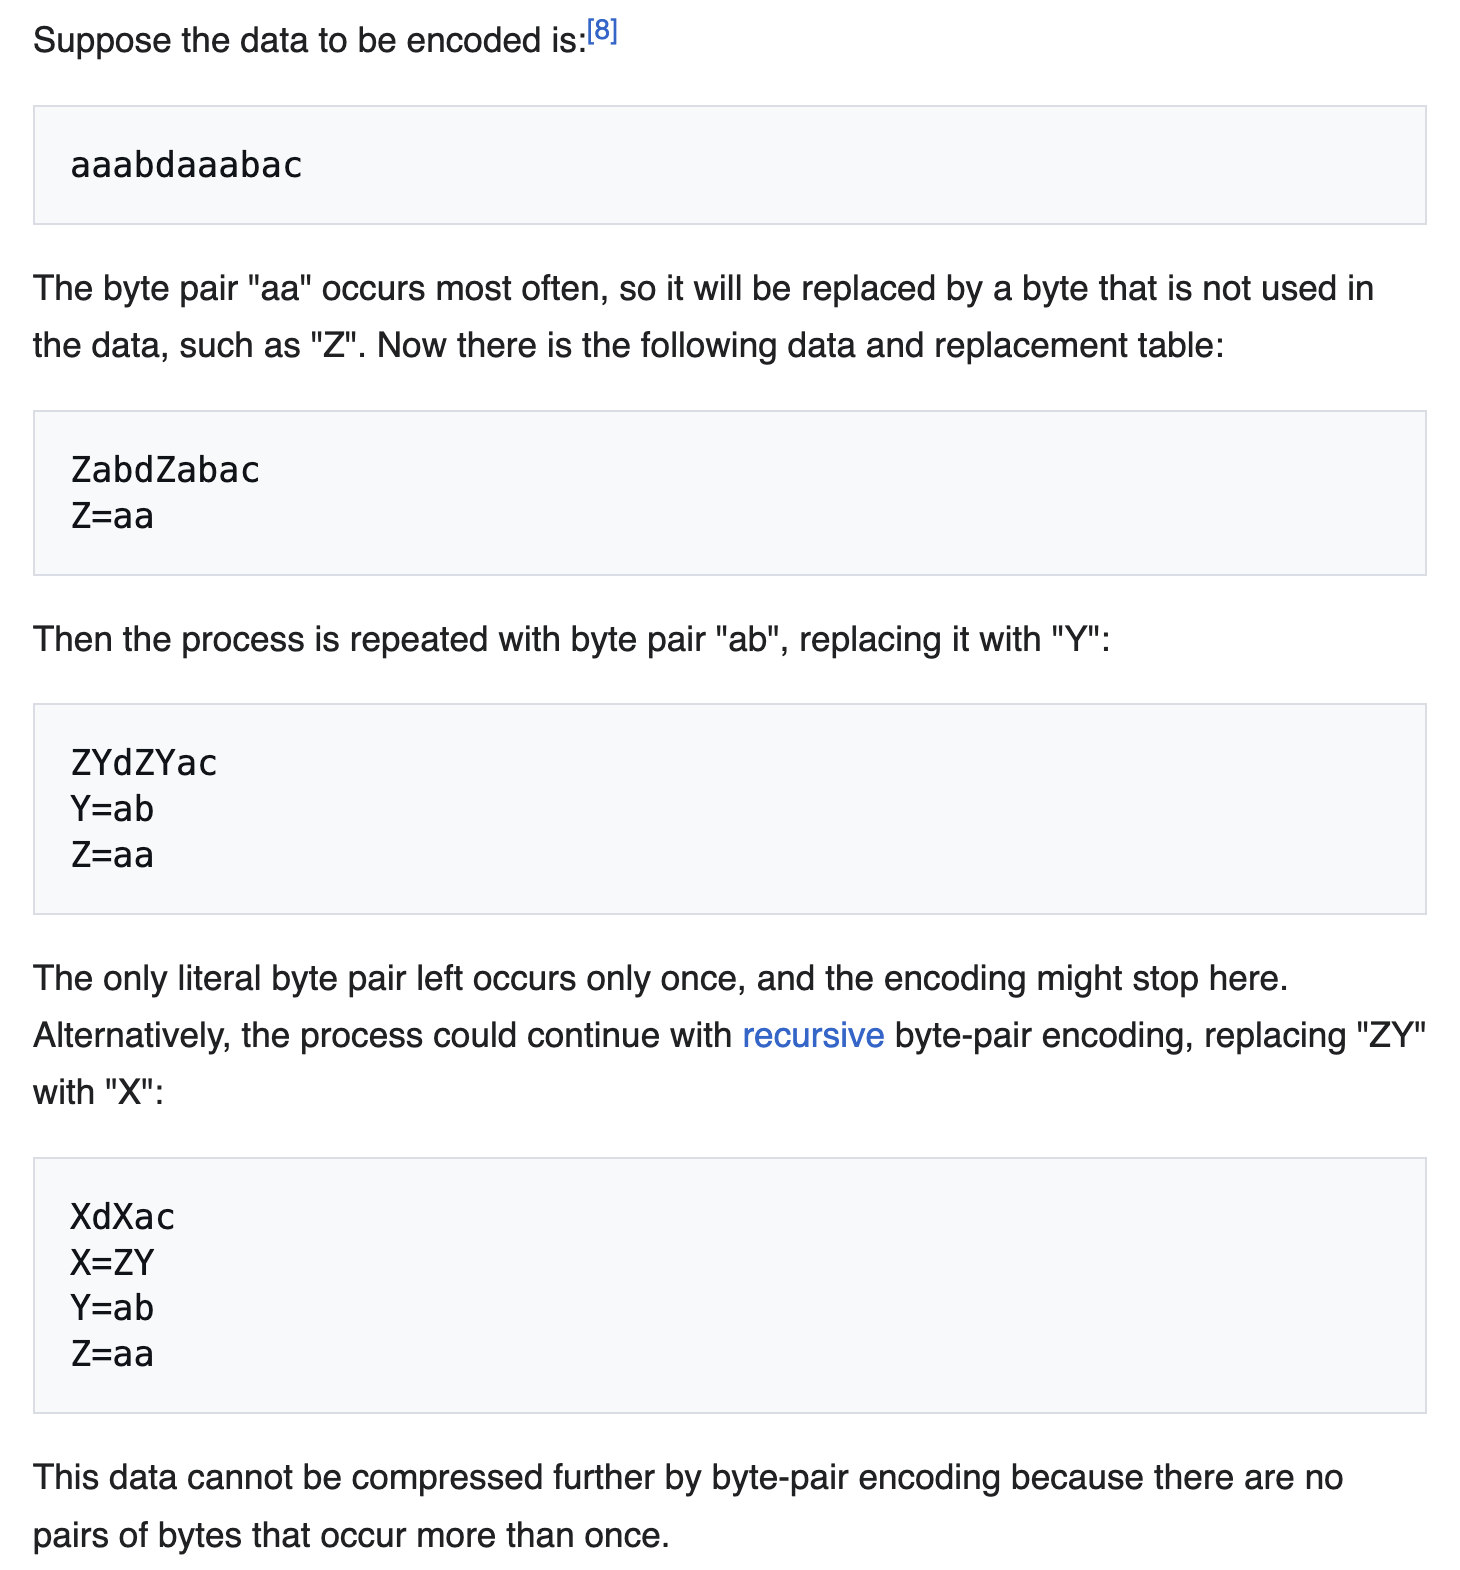 Suppose the data to be encoded is:[8]
aaabdaaabac
The byte pair "aa" occurs most often, so it will be replaced by a byte that is not used in
the data, such as "Z". Now there is the following data and replacement table:
ZabdZabac
Z=aa
Then the process is repeated with byte pair "ab", replacing it with "Y":
ZYdZYac
Y=ab
Z=aa
The only literal byte pair left occurs only once, and the encoding might stop here.
Alternatively, the process could continue with recursive byte-pair encoding, replacing "ZY"
with "X":
XdXac
X=ZY
Y=ab
Z=aa
This data cannot be compressed further by byte-pair encoding because there are no
pairs of bytes that occur more than once.